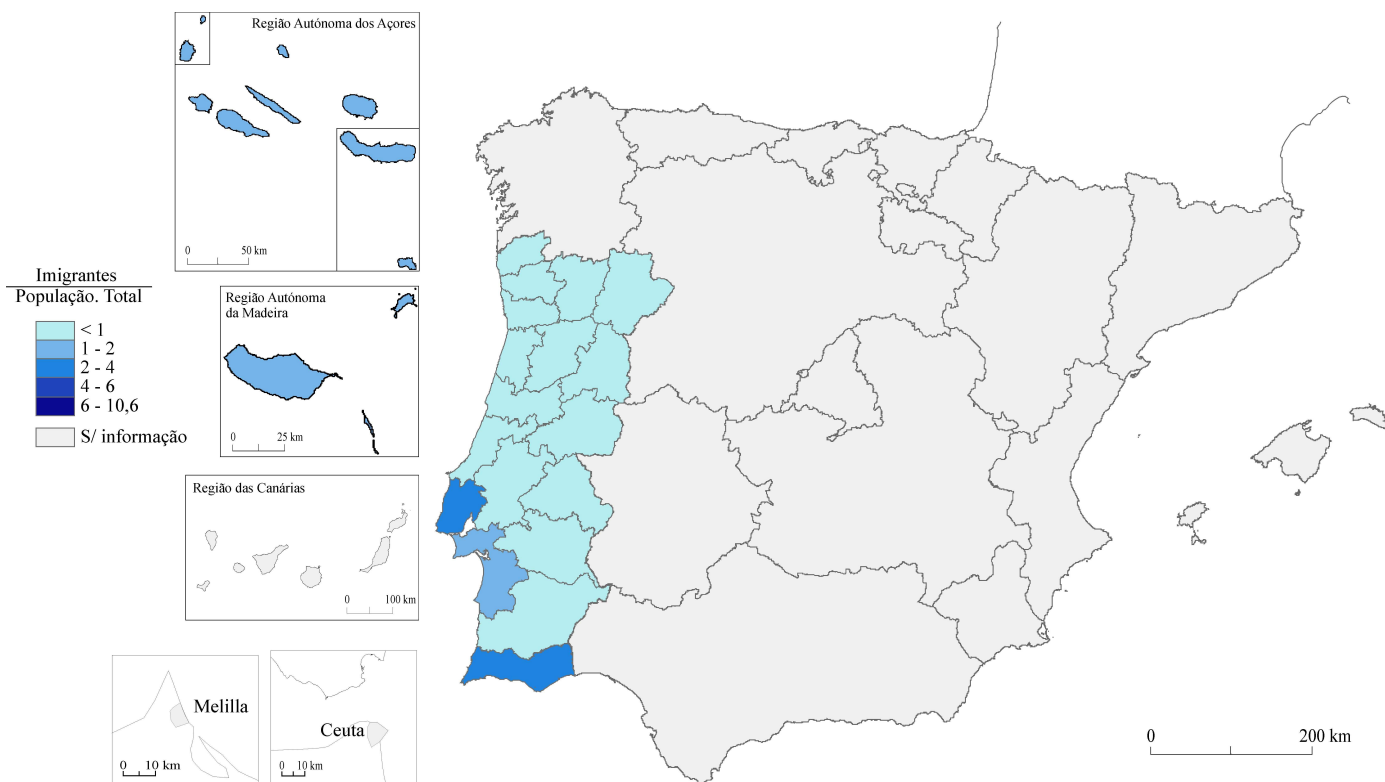 Região Autónoma dos Açores
0 50 km
Imigrantes
População. Total
< 1
1 - 2
2 - 4
4 - 6
6 - 10,6
S/ informação
Região Autónoma
da Madeira
0 25 km
Região das Canárias
0 100 km
Melilla
0 10 km
Ceuta
0 10 km
0 200 km